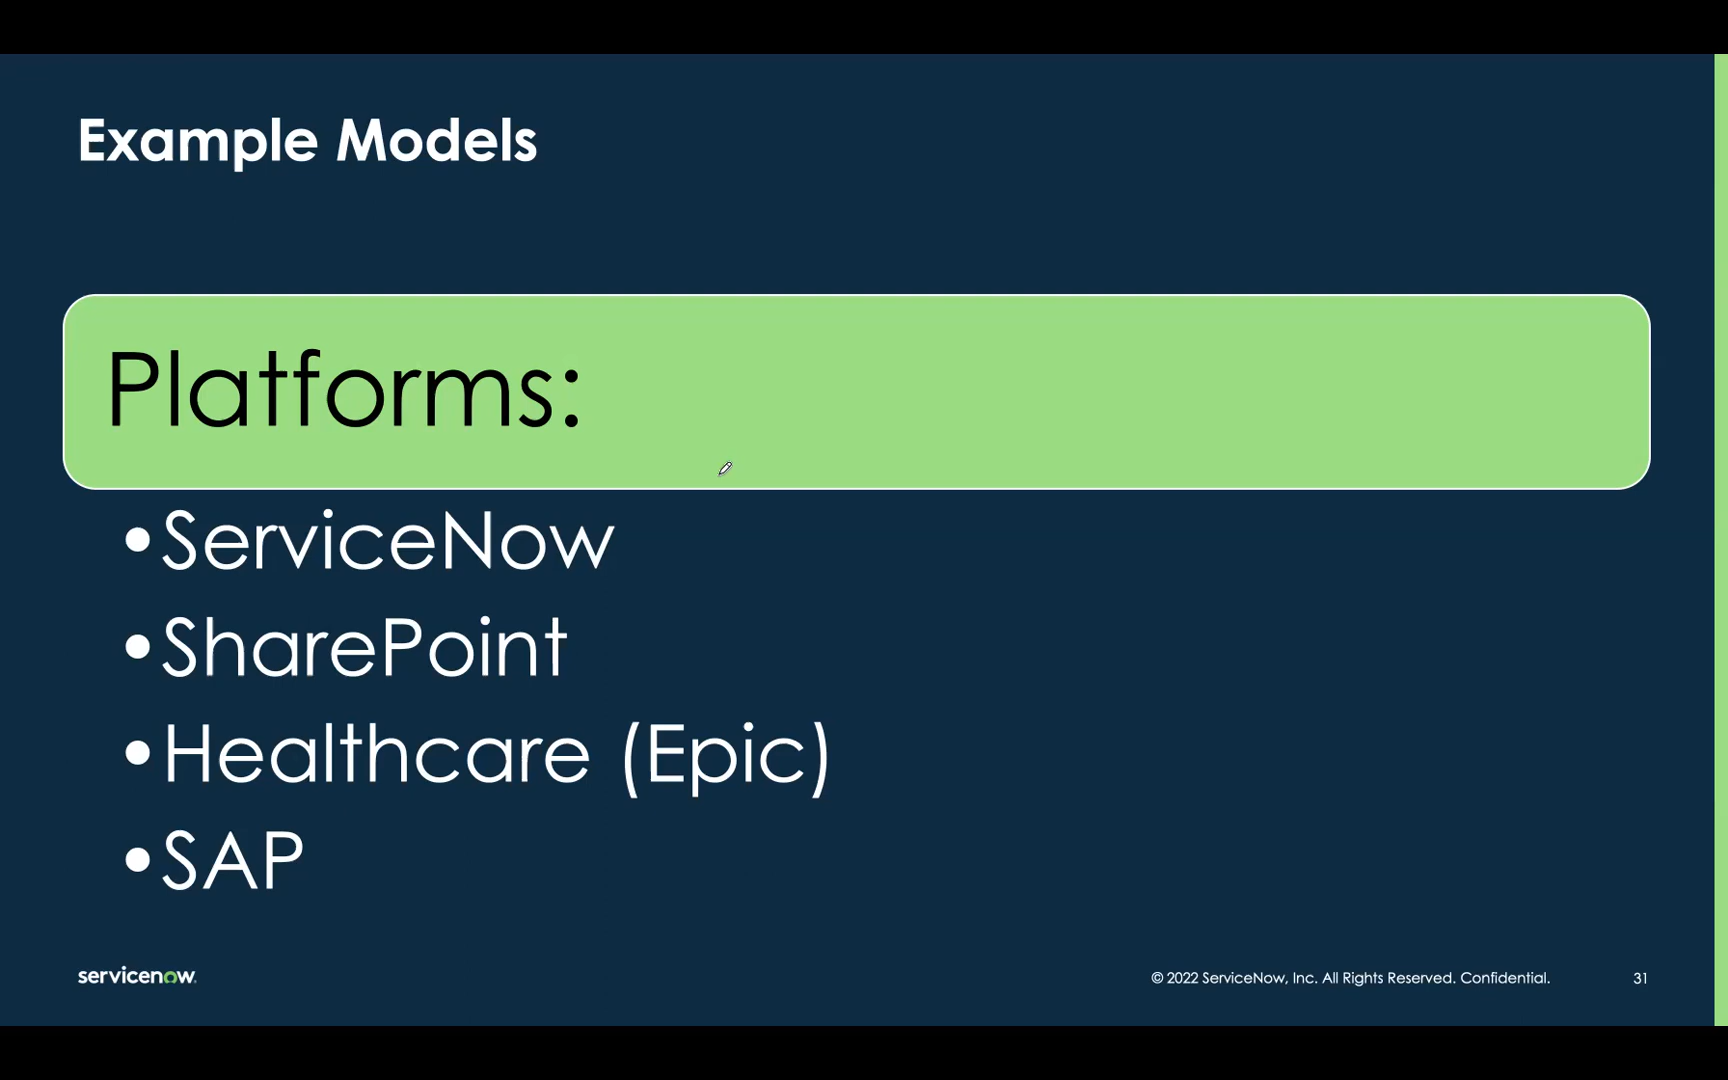 Example Models
Platforms:
•ServiceNow
•SharePoint
•Healthcare (Epic)
•SAP
servicenow.
© 2022 ServiceNow, Inc. All Rights Reserved. Confidential.
31